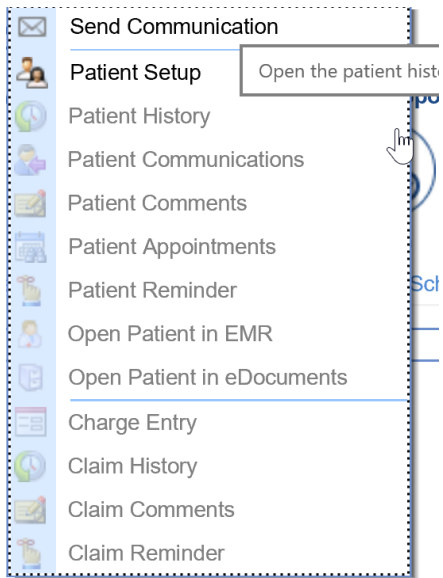 Send Communication
Patient Setup
Open the patient
Patient History
Patient Communications
Patient Comments
Patient Appointments
Patient Reminder
Open Patient in EMR
Open Patient in eDocuments
Charge Entry
Claim History
Claim Comments
Claim Reminder